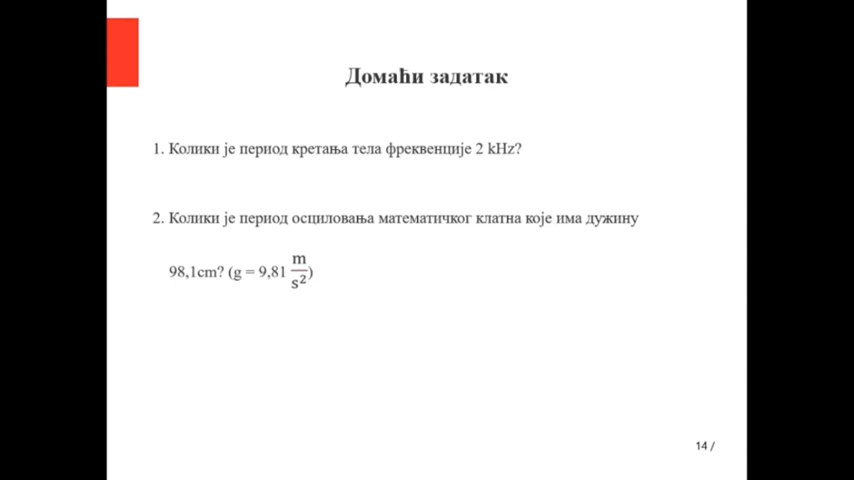 Домаћи задатак
1. Колики је период кретања тела фреквенције 2 kHz?
2. Колики је период осциловања математичког клатна које има дужину
98,1cm? (g = 9,81 m/s²)
14 /